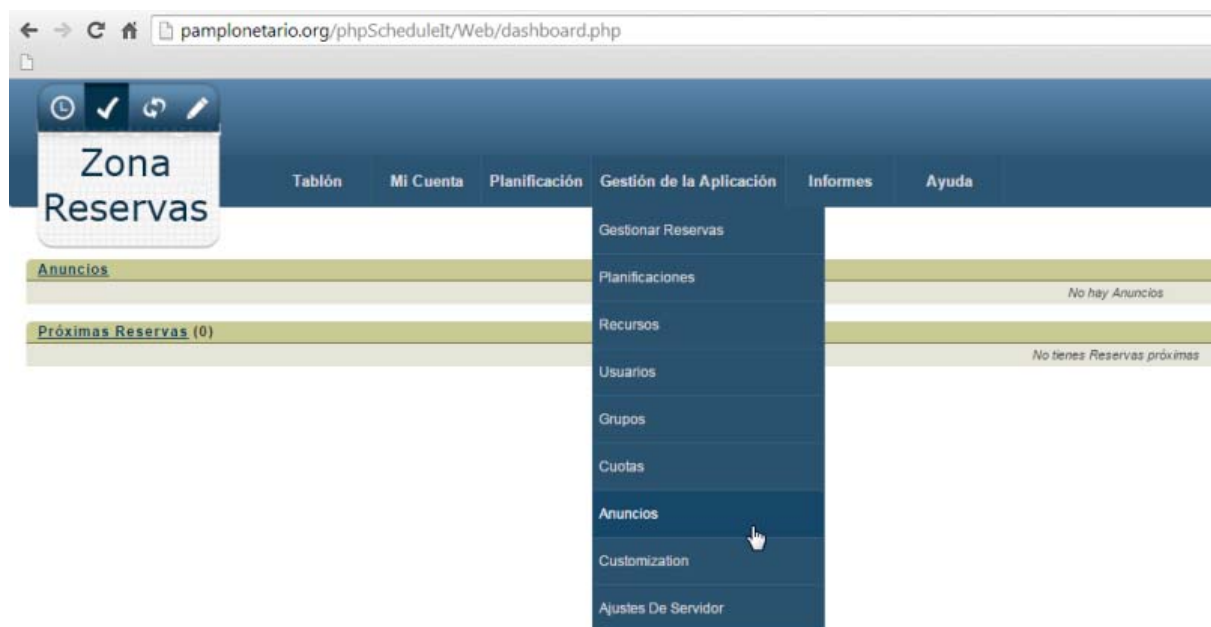 pamplonetario.org/phpScheduleIt/Web/dashboard.php
Zona
Reservas
Tablón Mi Cuenta Planificación Gestión de la Aplicación Informes Ayuda
Gestionar Reservas
Anuncios
Planificaciones
No hay Anuncios
Próximas Reservas (0)
Recursos
No tienes Reservas próximas
Usuarios
Grupos
Cuotas
Anuncios
Customization
Ajustes De Servidor